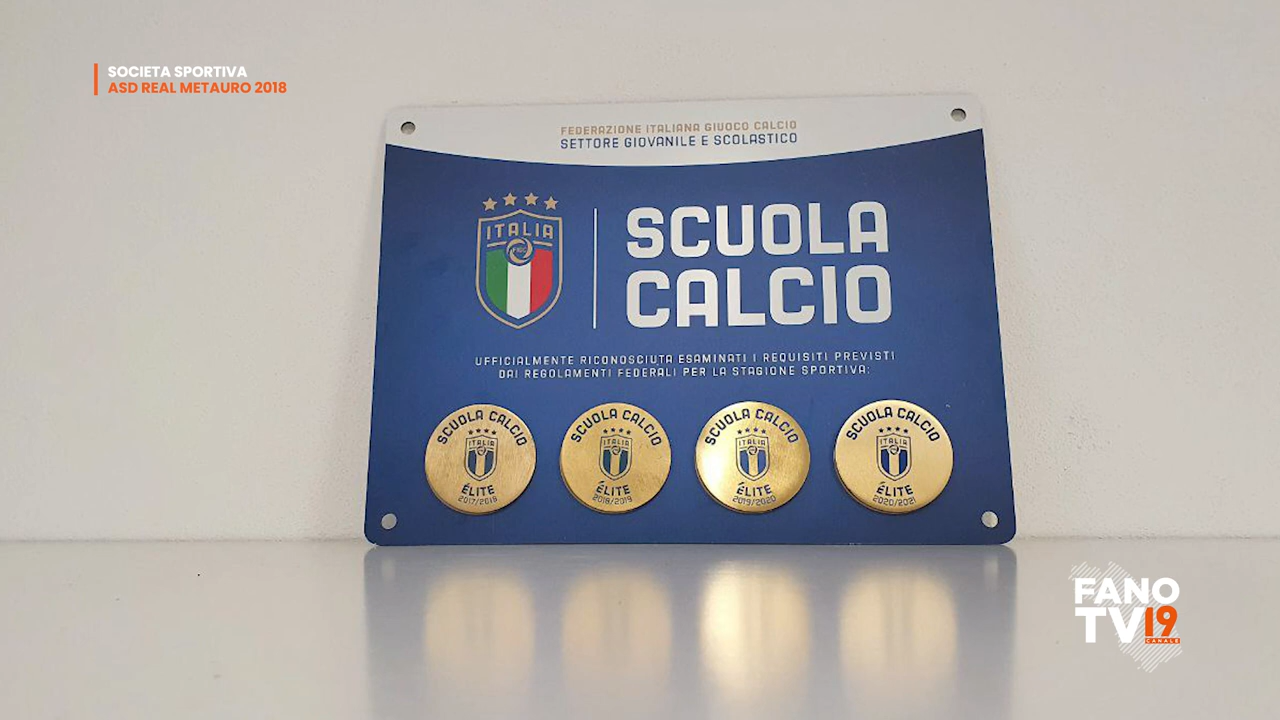 SOCIETA SPORTIVA
ASD REAL METAURO 2018
FEDERAZIONE ITALIANA GIUOCO CALCIO
SETTORE GIOVANILE E SCOLASTICO
ITALIA
FIGC
SCUOLA
CALCIO
UFFICIALMENTE RICONOSCIUTA ESAMINATI I REQUISITI PREVISTI
DAI REGOLAMENTI FEDERALI PER LA STAGIONE SPORTIVA:
SCUOLA CALCIO
ITALIA
ÉLITE
2017/2018
SCUOLA CALCIO
ITALIA
ÉLITE
2018/2019
SCUOLA CALCIO
ITALIA
ÉLITE
2019/2020
SCUOLA CALCIO
ITALIA
ÉLITE
2020/2021
FANO
TV19
CANALE